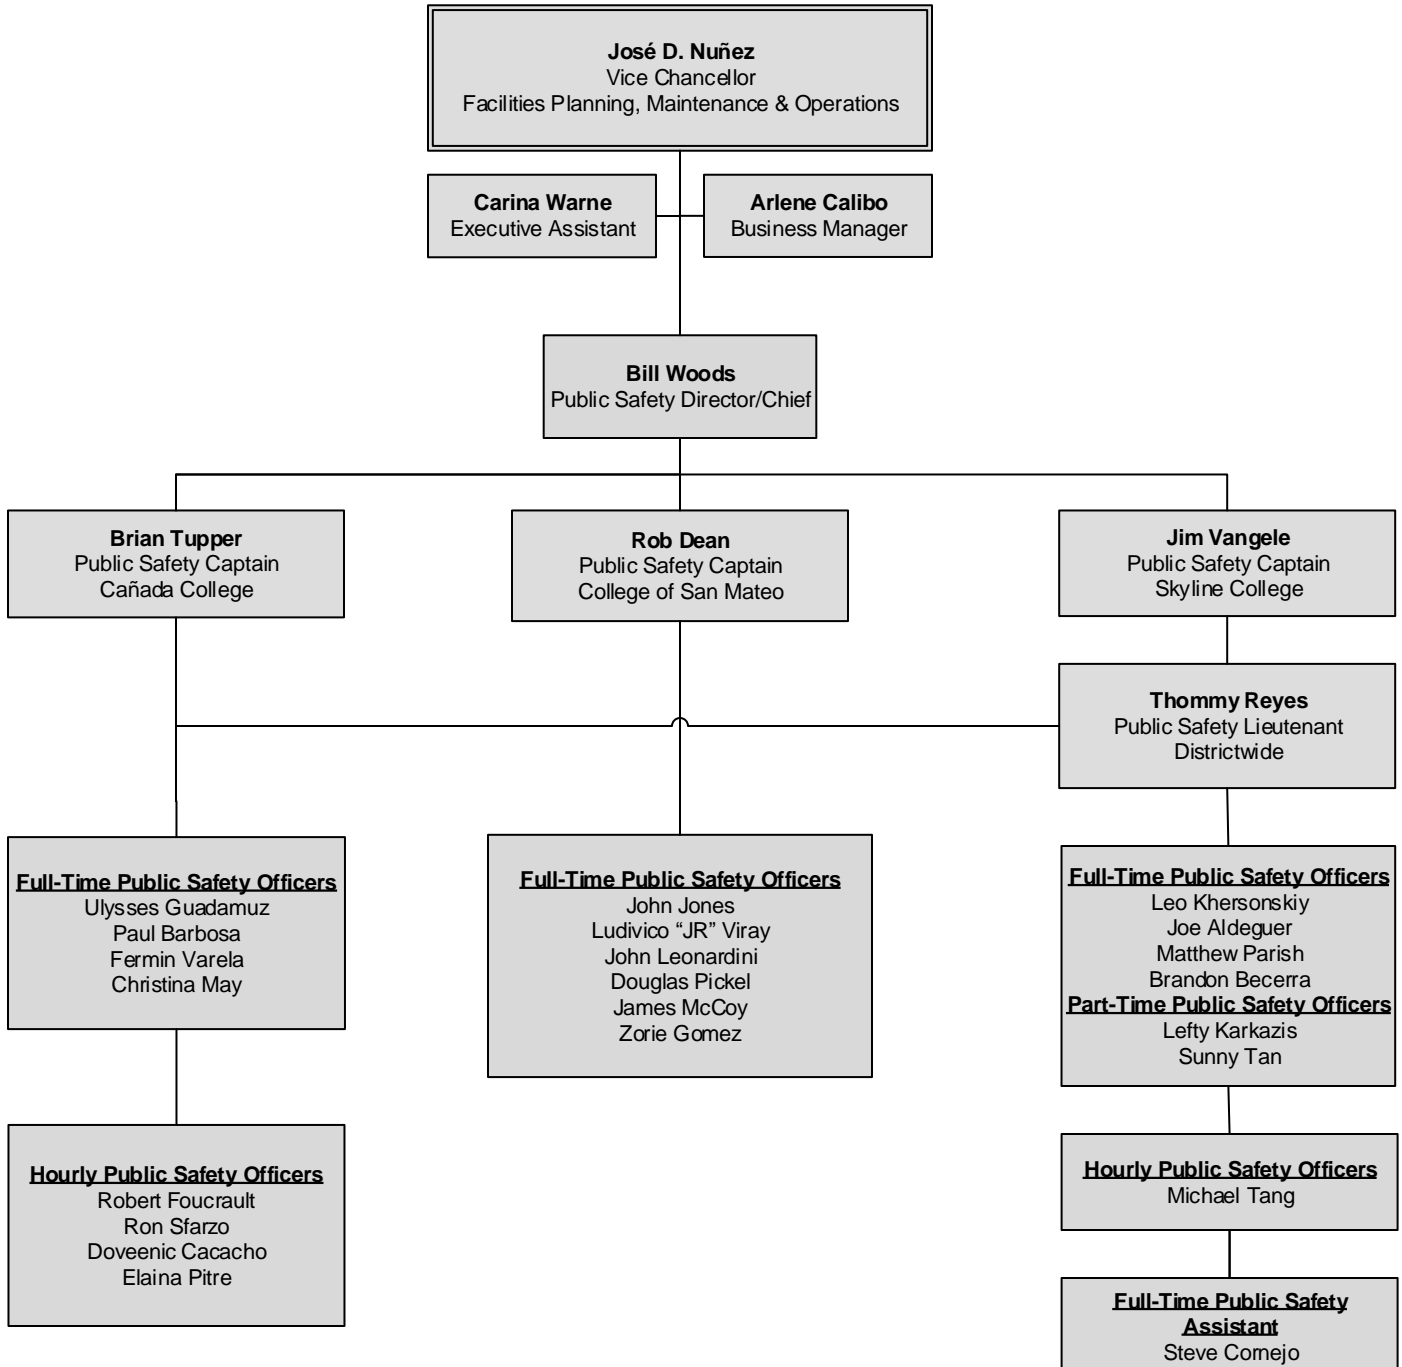 José D. Nuñez
Vice Chancellor
Facilities Planning, Maintenance & Operations
Carina Warne
Executive Assistant
Arlene Calibo
Business Manager
Bill Woods
Public Safety Director/Chief
Brian Tupper
Public Safety Captain
Cañada College
Rob Dean
Public Safety Captain
College of San Mateo
Jim Vangele
Public Safety Captain
Skyline College
Thommy Reyes
Public Safety Lieutenant
Districtwide
Full-Time Public Safety Officers
Ulysses Guadamuz
Paul Barbosa
Fermin Varela
Christina May
Full-Time Public Safety Officers
John Jones
Ludivico “JR” Viray
John Leonardini
Douglas Pickel
James McCoy
Zorie Gomez
Full-Time Public Safety Officers
Leo Khersonskiy
Joe Aldeguer
Matthew Parish
Brandon Becerra
Part-Time Public Safety Officers
Lefty Karkazis
Sunny Tan
Hourly Public Safety Officers
Robert Foucrault
Ron Sfarzo
Doveenic Cacacho
Elaina Pitre
Hourly Public Safety Officers
Michael Tang
Full-Time Public Safety
Assistant
Steve Cornejo